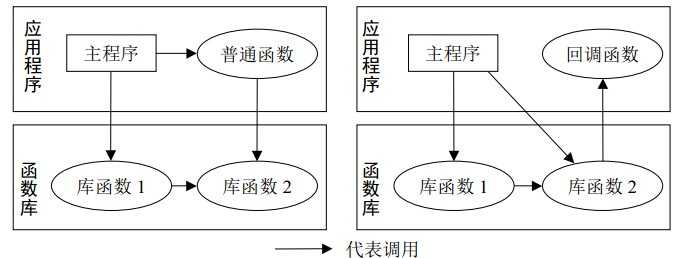 应用程序
主程序
普通函数
函数库
库函数 1
库函数 2
应用程序
主程序
回调函数
函数库
库函数 1
库函数 2
代表调用